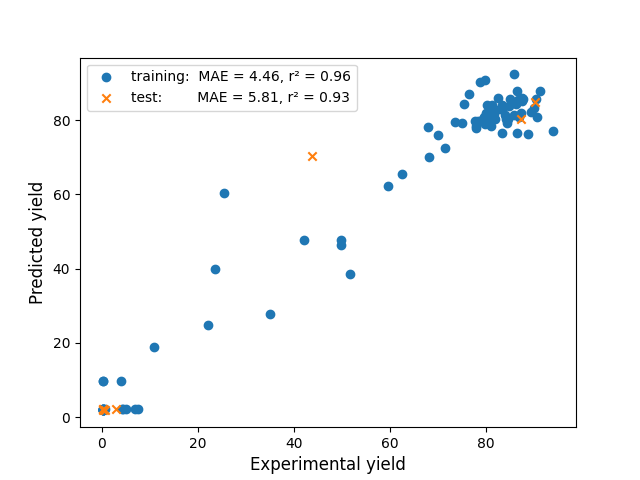 training:  MAE = 4.46, r² = 0.96
test:        MAE = 5.81, r² = 0.93
80
60
40
20
0
Predicted yield
0 20 40 60 80
Experimental yield